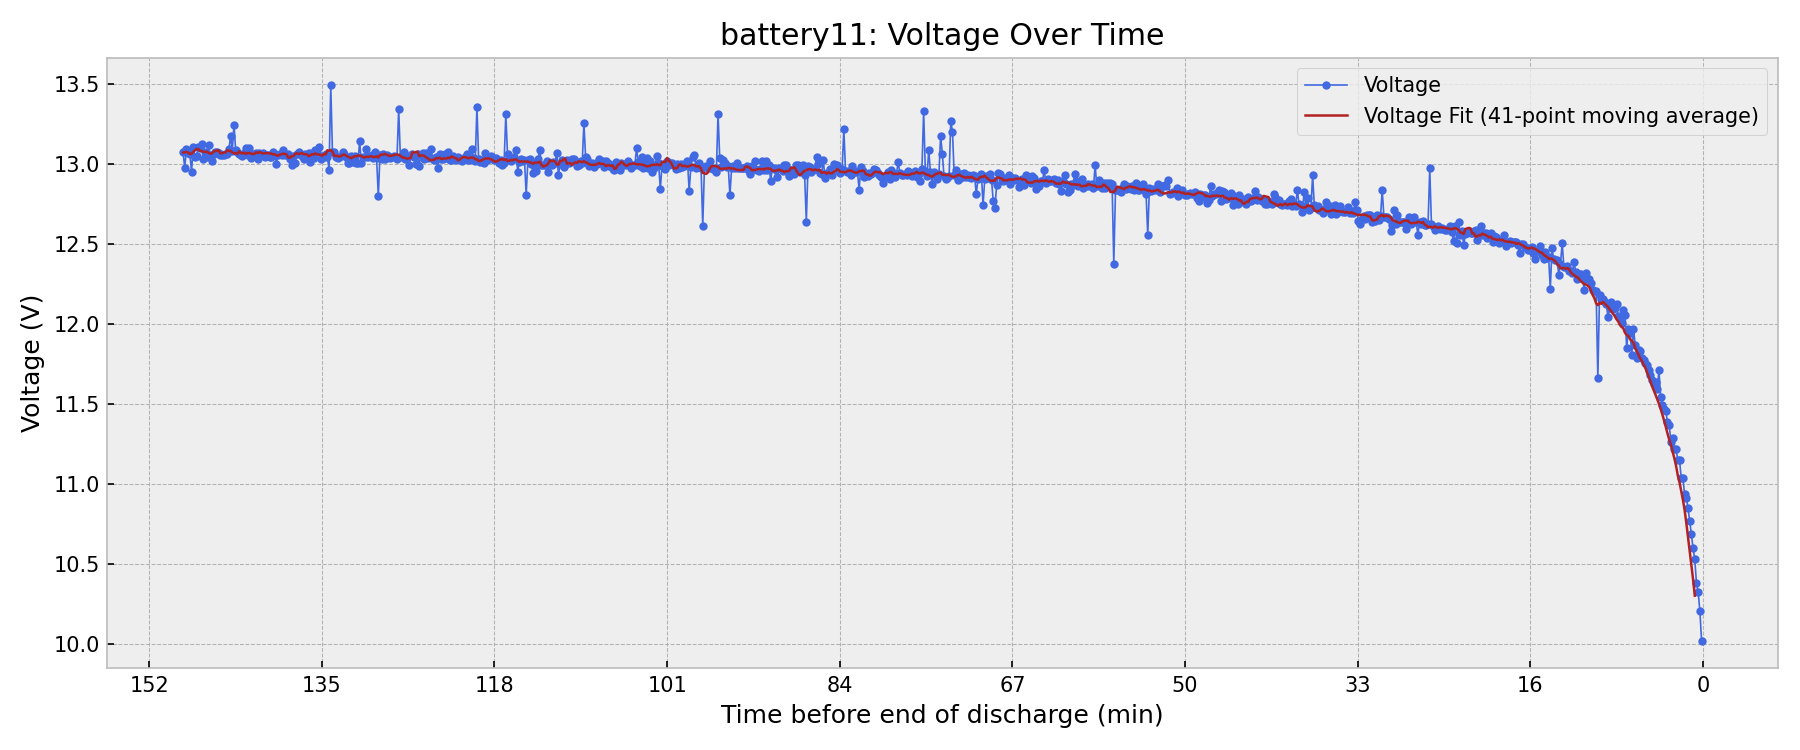 battery11: Voltage Over Time
Voltage
Voltage Fit (41-point moving average)
Voltage (V)
13.5
13.0
12.5
12.0
11.5
11.0
10.5
10.0
152 135 118 101 84 67 50 33 16 0
Time before end of discharge (min)